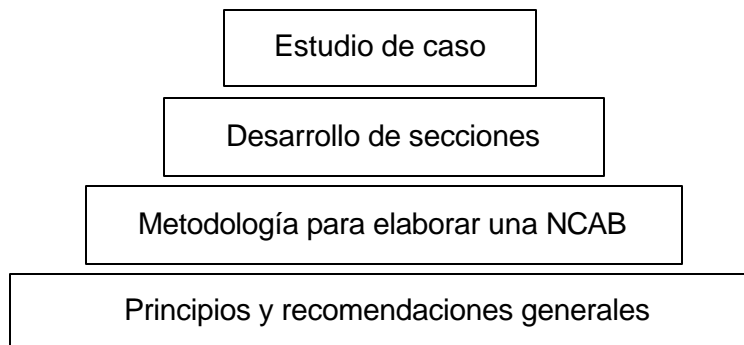 Estudio de caso
Desarrollo de secciones
Metodología para elaborar una NCAB
Principios y recomendaciones generales